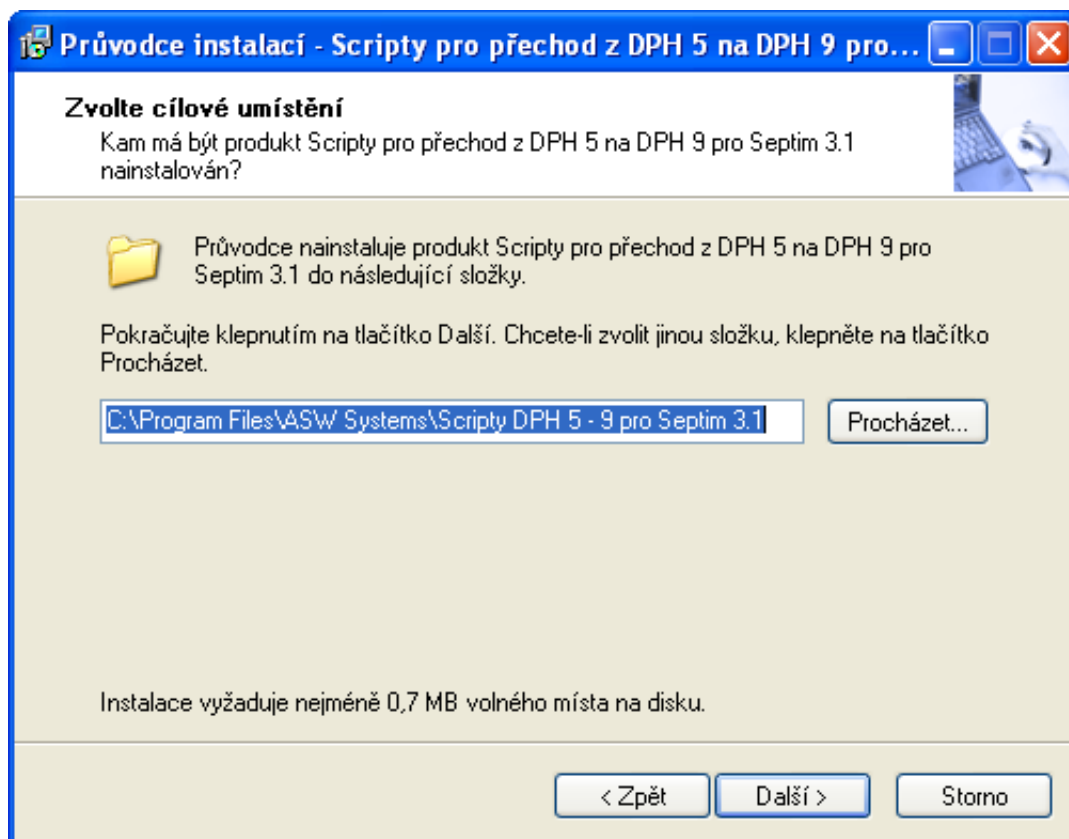 Průvodce instalací - Scripty pro přechod z DPH 5 na DPH 9 pro...
Zvolte cílové umístění
Kam má být produkt Scripty pro přechod z DPH 5 na DPH 9 pro Septim 3.1
nainstalován?
Průvodce nainstaluje produkt Scripty pro přechod z DPH 5 na DPH 9 pro
Septim 3.1 do následující složky.
Pokračujte klepnutím na tlačítko Další. Chcete-li zvolit jinou složku, klepněte na tlačítko
Procházet.
C:\Program Files\ASW Systems\Scripty DPH 5 - 9 pro Septim 3.1
Procházet...
Instalace vyžaduje nejméně 0,7 MB volného místa na disku.
< Zpět
Další >
Storno